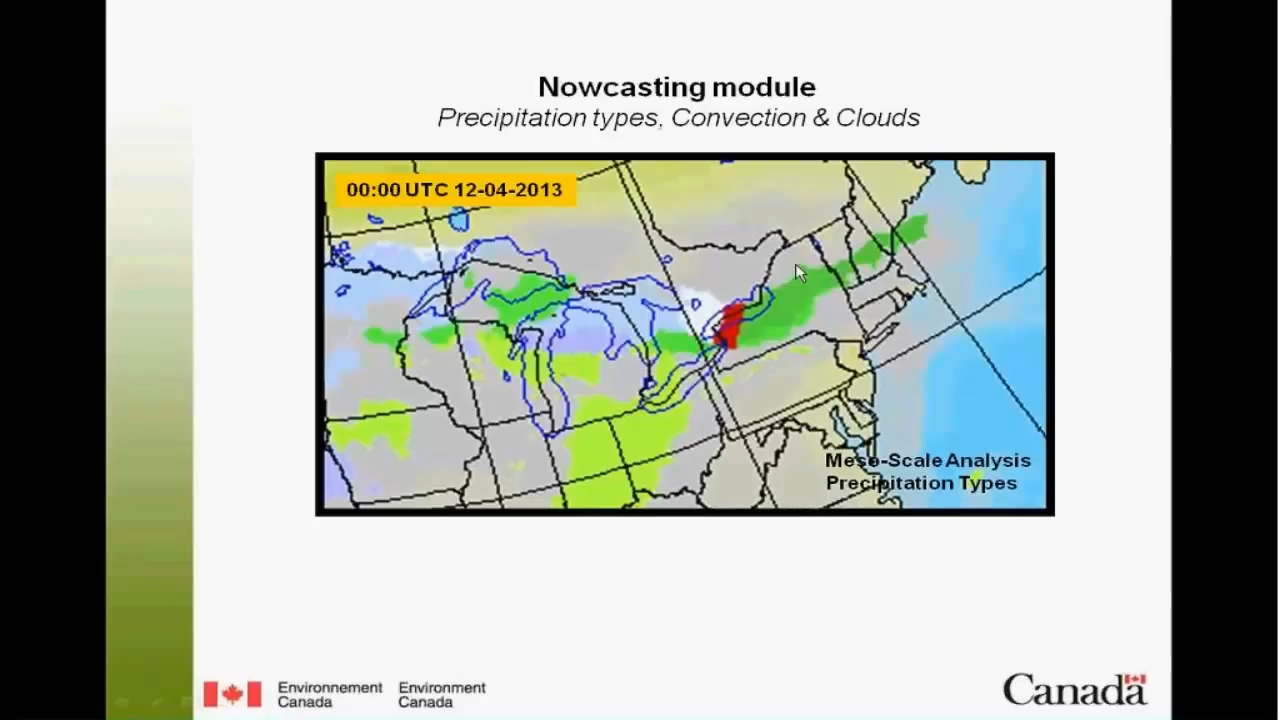 Nowcasting module
Precipitation types, Convection & Clouds
00:00 UTC 12-04-2013
Meso-Scale Analysis
Precipitation Types
Environnement Canada
Environment Canada
Canada